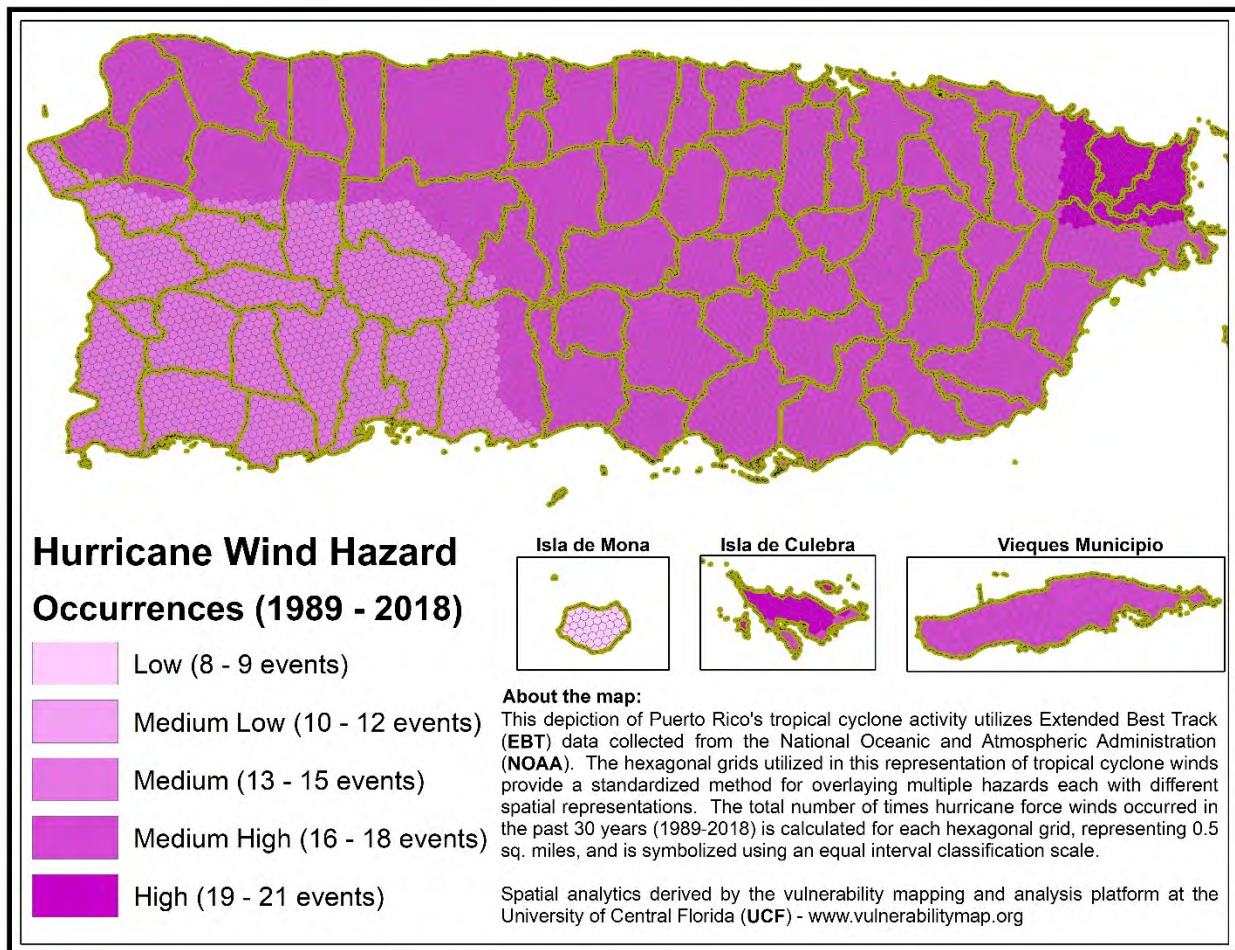 Hurricane Wind Hazard
Occurrences (1989 - 2018)
Low (8 - 9 events)
Medium Low (10 - 12 events)
Medium (13 - 15 events)
Medium High (16 - 18 events)
High (19 - 21 events)
Isla de Mona
Isla de Culebra
Vieques Municipio
About the map:
This depiction of Puerto Rico's tropical cyclone activity utilizes Extended Best Track
(EBT) data collected from the National Oceanic and Atmospheric Administration
(NOAA). The hexagonal grids utilized in this representation of tropical cyclone winds
provide a standardized method for overlaying multiple hazards each with different
spatial representations. The total number of times hurricane force winds occurred in
the past 30 years (1989-2018) is calculated for each hexagonal grid, representing 0.5
sq. miles, and is symbolized using an equal interval classification scale.
Spatial analytics derived by the vulnerability mapping and analysis platform at the
University of Central Florida (UCF) - www.vulnerabilitymap.org